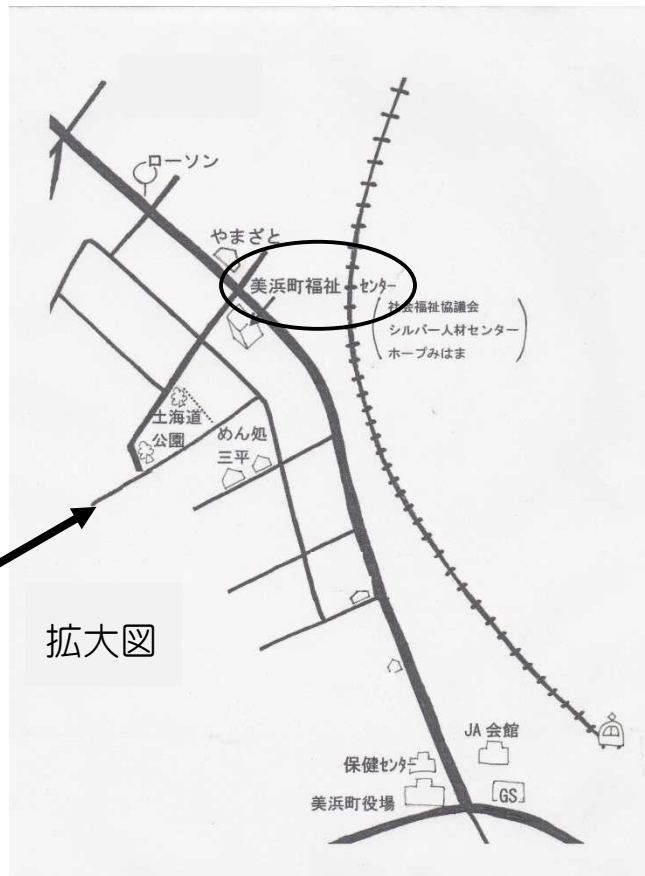 ローソン
やまざと
美浜町福祉センター
社会福祉協議会
シルバー人材センター
ホープみはま
土海道
公園
めん処
三平
拡大図
JA 会館
保健センター
GS
美浜町役場